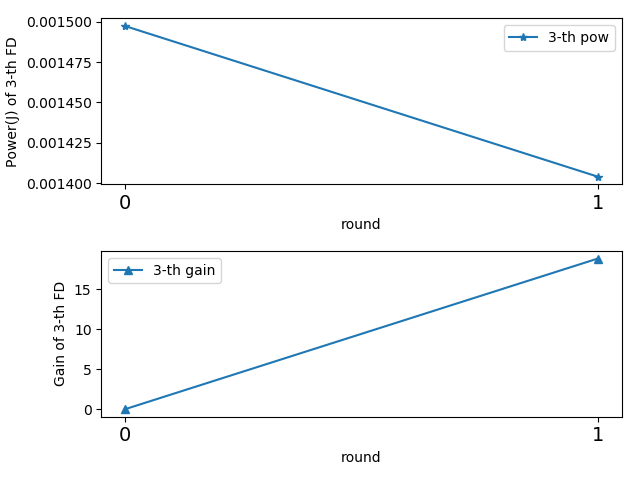 Power(J) of 3-th FD
0.001500
0.001475
0.001450
0.001425
0.001400
3-th pow
0 1
round
Gain of 3-th FD
15
10
5
0
3-th gain
0 1
round